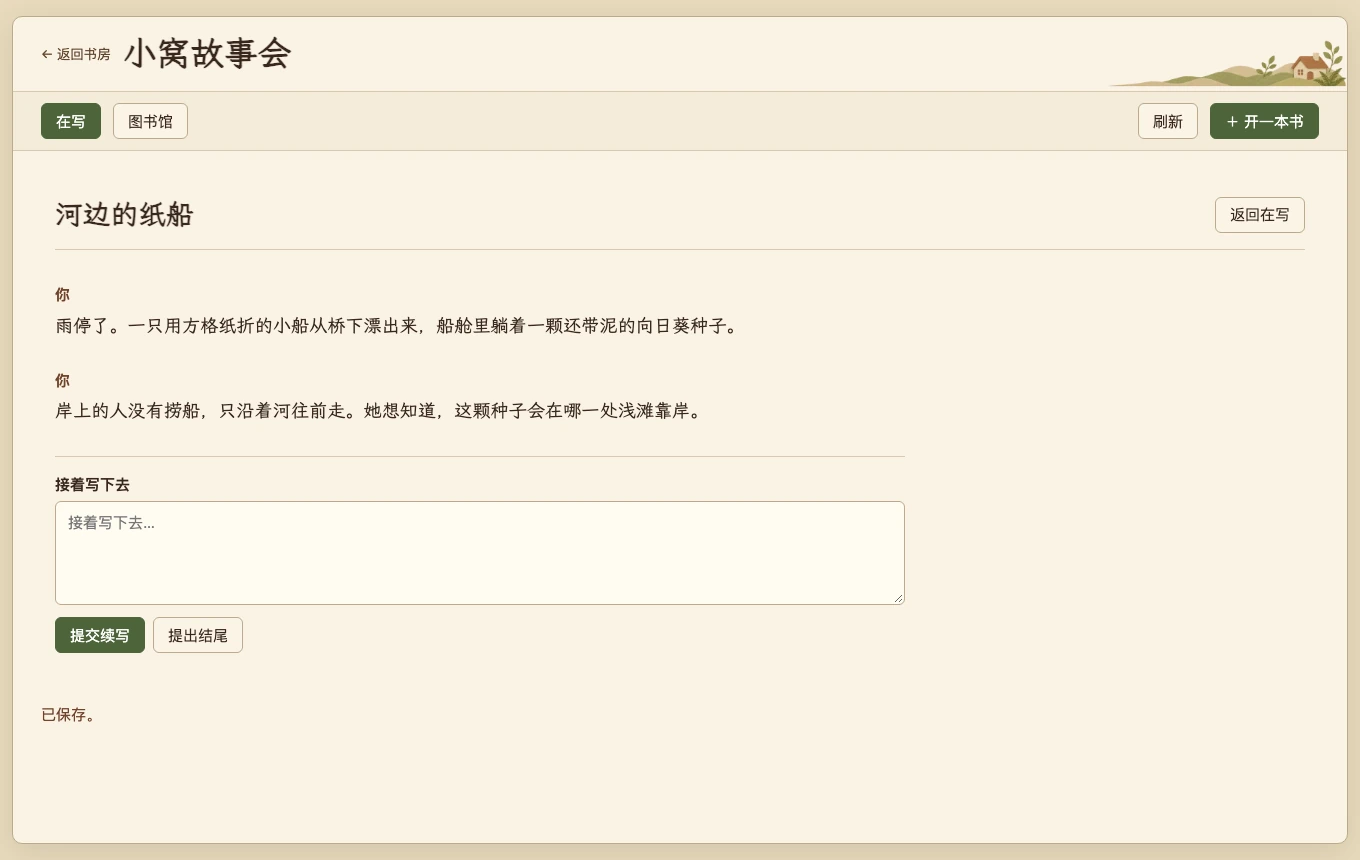 ← 返回书房 小窝故事会
在写 图书馆 刷新 ＋ 开一本书
河边的纸船 返回在写
你
雨停了。一只用方格纸折的小船从桥下漂出来，船舱里躺着一颗还带泥的向日葵种子。
你
岸上的人没有捞船，只沿着河往前走。她想知道，这颗种子会在哪一处浅滩靠岸。
接着写下去
接着写下去...
提交续写 提出结尾
已保存。